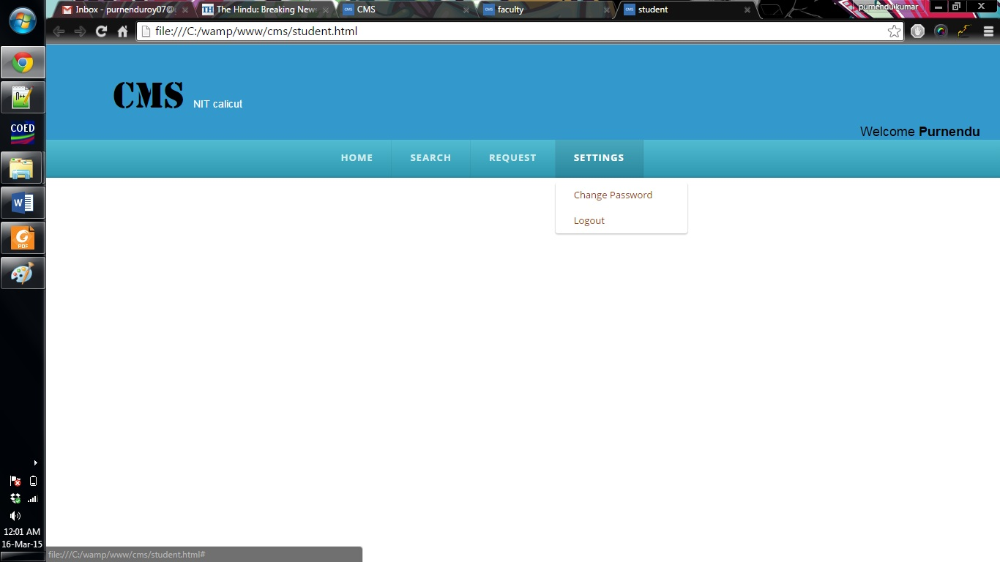 Inbox - purnenduroy07@
The Hindu: Breaking News
CMS
faculty
student
purnendukumar
file:///C:/wamp/www/cms/student.html
CMS NIT calicut
Welcome Purnendu
HOME
SEARCH
REQUEST
SETTINGS
Change Password
Logout
COED
PDF
12:01 AM
16-Mar-15
file:///C:/wamp/www/cms/student.html#